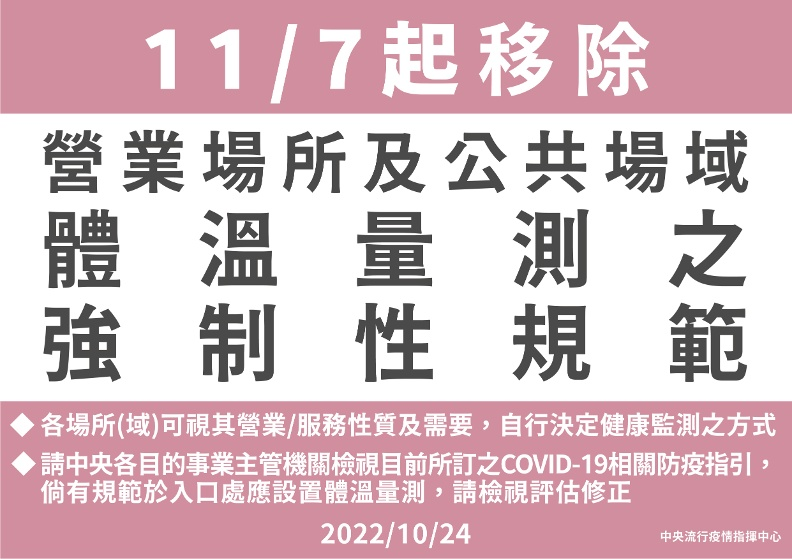 11/7起移除
營業場所及公共場域
體溫量測之
強制性規範
◆ 各場所(域)可視其營業/服務性質及需要，自行決定健康監測之方式
◆ 請中央各目的事業主管機關檢視目前所訂之COVID-19相關防疫指引，
倘有規範於入口處應設置體溫量測，請檢視評估修正
2022/10/24
中央流行疫情指揮中心